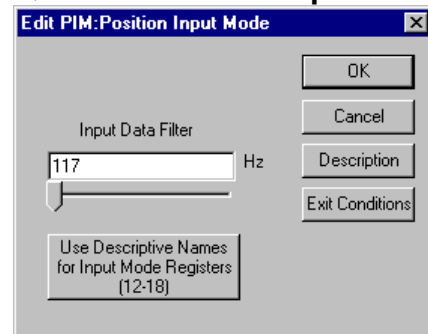 Edit PIM:Position Input Mode
OK
Cancel
Input Data Filter
117 Hz
Description
Exit Conditions
Use Descriptive Names
for Input Mode Registers
(12-18)